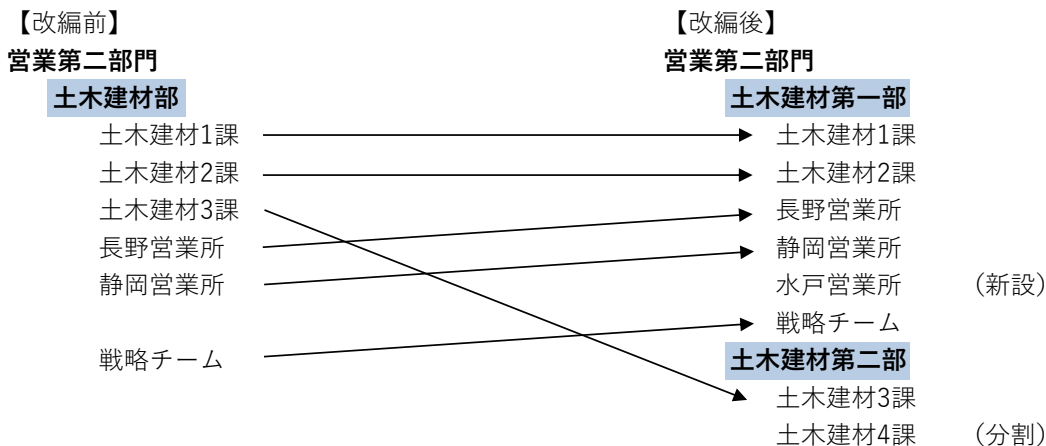 【改編前】
営業第二部門
土木建材部
土木建材1課
土木建材2課
土木建材3課
長野営業所
静岡営業所
戦略チーム
【改編後】
営業第二部門
土木建材第一部
土木建材1課
土木建材2課
長野営業所
静岡営業所
水戸営業所 （新設）
戦略チーム
土木建材第二部
土木建材3課
土木建材4課 （分割）